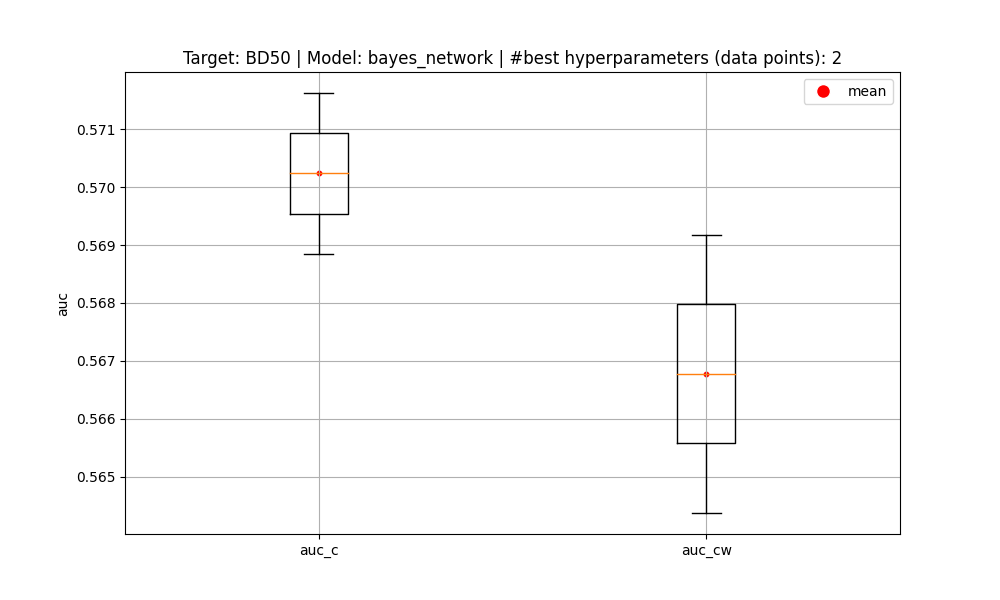 Target: BD50 | Model: bayes_network | #best hyperparameters (data points): 2
mean
0.571
0.570
0.569
0.568
0.567
0.566
0.565
auc
auc_c
auc_cw